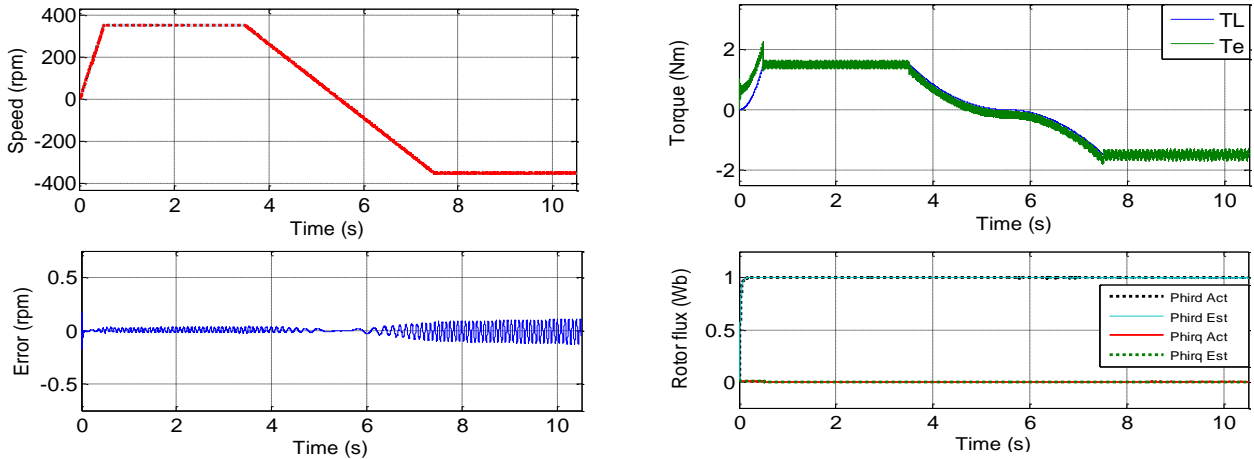 400
200
0
-200
-400
Speed (rpm)
0
2
4
6
8
10
Time (s)
2
0
-2
Torque (Nm)
TL
Te
0
2
4
6
8
10
Time (s)
0.5
0
-0.5
Error (rpm)
0
2
4
6
8
10
Time (s)
1
0.5
0
Rotor flux (Wb)
Phird Act
Phird Est
Phirq Act
Phirq Est
0
2
4
6
8
10
Time (s)